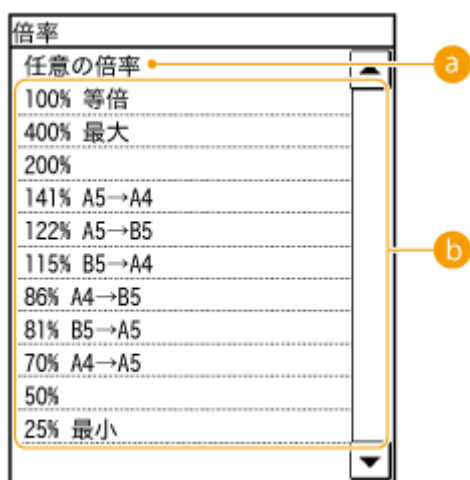 倍率
任意の倍率
a
100% 等倍
400% 最大
200%
141% A5→A4
122% A5→B5
115% B5→A4
b
86% A4→B5
81% B5→A5
70% A4→A5
50%
25% 最小